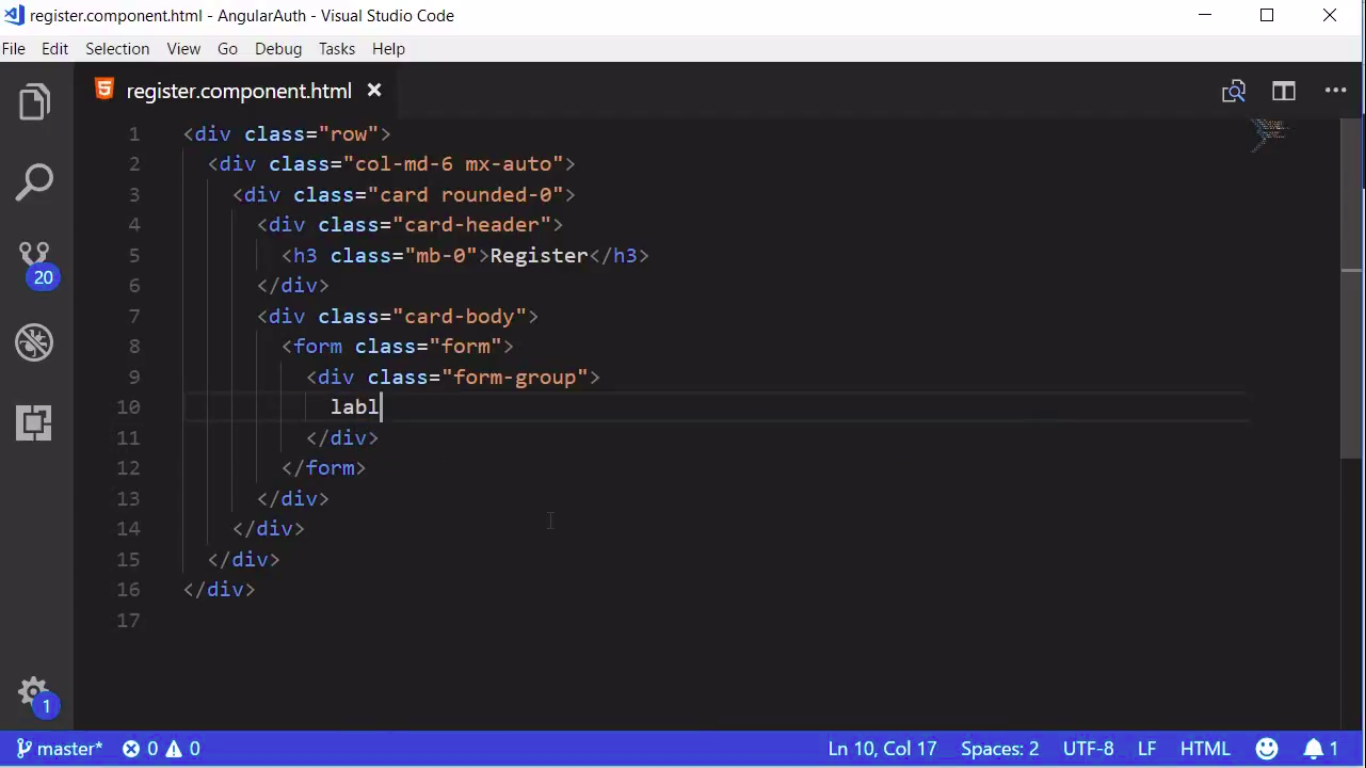 register.component.html - AngularAuth - Visual Studio Code
File Edit Selection View Go Debug Tasks Help
register.component.html
1 <div class="row">
2 <div class="col-md-6 mx-auto">
3 <div class="card rounded-0">
4 <div class="card-header">
5 <h3 class="mb-0">Register</h3>
6 </div>
7 <div class="card-body">
8 <form class="form">
9 <div class="form-group">
10 labl
11 </div>
12 </form>
13 </div>
14 </div>
15 </div>
16 </div>
17
20
1
master* 0 0 Ln 10, Col 17 Spaces: 2 UTF-8 LF HTML 1